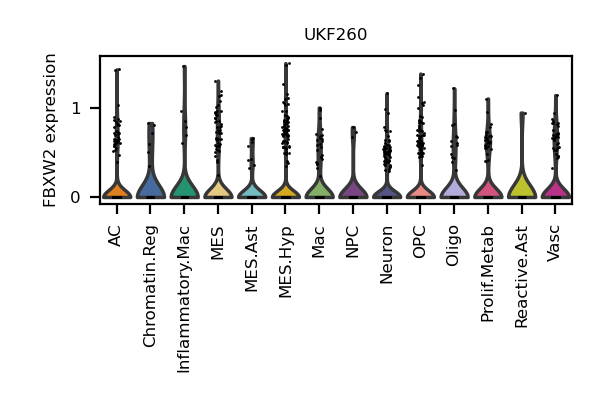 UKF260
FBXW2 expression
1
0
AC
Chromatin.Reg
Inflammatory.Mac
MES
MES.Ast
MES.Hyp
Mac
NPC
Neuron
OPC
Oligo
Prolif.Metab
Reactive.Ast
Vasc